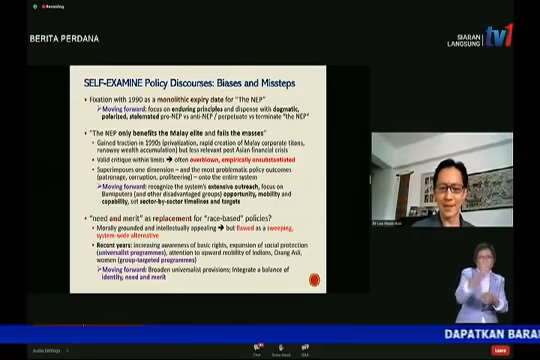 Recording
BERITA PERDANA
SIARAN
LANGSUNG
tv1
SELF-EXAMINE Policy Discourses: Biases and Missteps
Fixation with 1990 as a monolithic expiry date for "The NEP"
Moving forward: focus on enduring principles and dispense with dogmatic,
polarized, stalemated pre-NEP vs anti-NEP / perpetuate vs terminate "the NEP"
"The NEP only benefits the Malay elite and fails the masses"
Gained traction in 1990s (privatization, rapid creation of Malay corporate titans,
runaway wealth accumulation) but less relevant post Asian financial crisis
Valid critique within limits → often overblown, empirically unsubstantiated
Superimposes one dimension – and the most problematic policy outcomes
(patronage, corruption, profiteering) – onto the entire system
Moving forward: recognize the system's extensive outreach, focus on
Bumiputera (and other disadvantaged groups) opportunity, mobility and
capability, set sector-by-sector timelines and targets
"need and merit" as replacement for "race-based" policies?
Morally grounded and intellectually appealing → but flawed as a sweeping,
system-wide alternative
Recent years: increasing awareness of basic rights, expansion of social protection
(universalist programmes), attention to upward mobility of Indians, Orang Asli,
women (group-targeted programmes)
Moving forward: Broaden universalist provisions; Integrate a balance of
identity, need and merit
DAPATKAN BARAN
Audio Settings
Chat
Raise Hand
Q&A
Leave